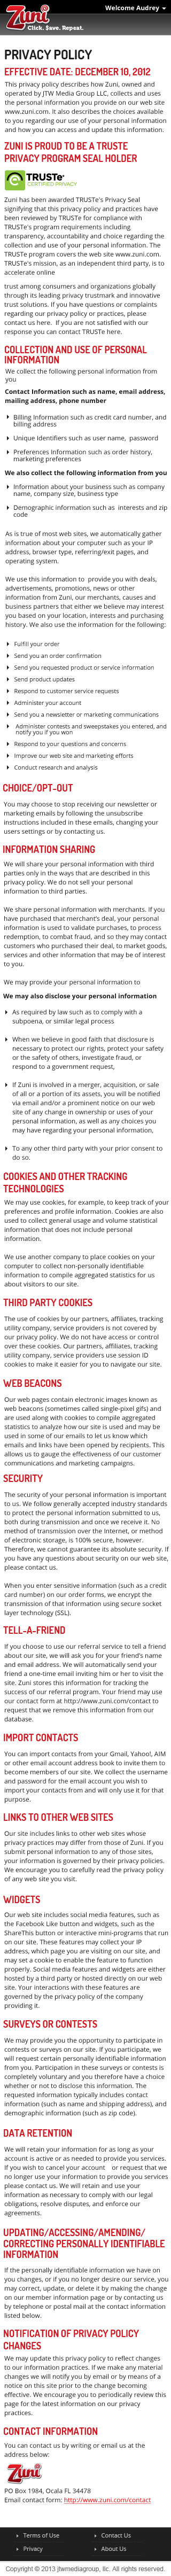 Zuni
Click. Save. Repeat.
Welcome Audrey
PRIVACY POLICY
EFFECTIVE DATE: DECEMBER 10, 2012
This privacy policy describes how Zuni, owned and
operated by JTW Media Group LLC, collects and uses
the personal information you provide on our web site
www.zuni.com. It also describes the choices available
to you regarding our use of your personal information
and how you can access and update this information.
ZUNI IS PROUD TO BE A TRUSTE
PRIVACY PROGRAM SEAL HOLDER
TRUSTe
CERTIFIED PRIVACY
Zuni has been awarded TRUSTe's Privacy Seal
signifying that this privacy policy and practices have
been reviewed by TRUSTe for compliance with
TRUSTe's program requirements including
transparency, accountability and choice regarding the
collection and use of your personal information. The
TRUSTe program covers the web site www.zuni.com.
TRUSTe's mission, as an independent third party, is to
accelerate online
trust among consumers and organizations globally
through its leading privacy trustmark and innovative
trust solutions. If you have questions or complaints
regarding our privacy policy or practices, please
contact us here. If you are not satisfied with our
response you can contact TRUSTe here.
COLLECTION AND USE OF PERSONAL
INFORMATION
We collect the following personal information from
you
Contact Information such as name, email address,
mailing address, phone number
Billing Information such as credit card number, and
billing address
Unique Identifiers such as user name, password
Preferences Information such as order history,
marketing preferences
We also collect the following information from you
Information about your business such as company
name, company size, business type
Demographic information such as interests and zip
code
As is true of most web sites, we automatically gather
information about your computer such as your IP
address, browser type, referring/exit pages, and
operating system.
We use this information to provide you with deals,
advertisements, promotions, news or other
information from Zuni, our merchants, causes and
business partners that either we believe may interest
you based on your location, interests and purchasing
history. We also use the information for the following:
Fulfill your order
Send you an order confirmation
Send you requested product or service information
Send product updates
Respond to customer service requests
Administer your account
Send you a newsletter or marketing communications
Administer contests and sweepstakes you entered, and
notify you if you won
Respond to your questions and concerns
Improve our web site and marketing efforts
Conduct research and analysis
CHOICE/OPT-OUT
You may choose to stop receiving our newsletter or
marketing emails by following the unsubscribe
instructions included in these emails, changing your
users settings or by contacting us.
INFORMATION SHARING
We will share your personal information with third
parties only in the ways that are described in this
privacy policy. We do not sell your personal
information to third parties.
We share personal information with merchants. If you
have purchased that merchant's deal, your personal
information is used to validate purchases, to process
redemption, to combat fraud, and so they may contact
customers who purchased their deal, to market goods,
services and other information that may be of interest
to you.
We may provide your personal information to
We may also disclose your personal information
As required by law such as to comply with a
subpoena, or similar legal process
When we believe in good faith that disclosure is
necessary to protect our rights, protect your safety
or the safety of others, investigate fraud, or
respond to a government request,
If Zuni is involved in a merger, acquisition, or sale
of all or a portion of its assets, you will be notified
via email and/or a prominent notice on our web
site of any change in ownership or uses of your
personal information, as well as any choices you
may have regarding your personal information,
To any other third party with your prior consent to
do so.
COOKIES AND OTHER TRACKING
TECHNOLOGIES
We may use cookies, for example, to keep track of your
preferences and profile information. Cookies are also
used to collect general usage and volume statistical
information that does not include personal
information.
We use another company to place cookies on your
computer to collect non-personally identifiable
information to compile aggregated statistics for us
about visitors to our site.
THIRD PARTY COOKIES
The use of cookies by our partners, affiliates, tracking
utility company, service providers is not covered by
our privacy policy. We do not have access or control
over these cookies. Our partners, affiliates, tracking
utility company, service providers use session ID
cookies to make it easier for you to navigate our site.
WEB BEACONS
Our web pages contain electronic images known as
web beacons (sometimes called single-pixel gifs) and
are used along with cookies to compile aggregated
statistics to analyze how our site is used and may be
used in some of our emails to let us know which
emails and links have been opened by recipients. This
allows us to gauge the effectiveness of our customer
communications and marketing campaigns.
SECURITY
The security of your personal information is important
to us. We follow generally accepted industry standards
to protect the personal information submitted to us,
both during transmission and once we receive it. No
method of transmission over the Internet, or method
of electronic storage, is 100% secure, however.
Therefore, we cannot guarantee its absolute security. If
you have any questions about security on our web site,
please contact us.
When you enter sensitive information (such as a credit
card number) on our order forms, we encrypt the
transmission of that information using secure socket
layer technology (SSL).
TELL-A-FRIEND
If you choose to use our referral service to tell a friend
about our site, we will ask you for your friend's name
and email address. We will automatically send your
friend a one-time email inviting him or her to visit the
site. Zuni stores this information for tracking the
success of our referral program. Your friend may use
our contact form at http://www.zuni.com/contact to
request that we remove this information from our
database.
IMPORT CONTACTS
You can import contacts from your Gmail, Yahoo!, AIM
or other email account address book to invite them to
become members of our site. We collect the username
and password for the email account you wish to
import your contacts from and will only use it for that
purpose.
LINKS TO OTHER WEB SITES
Our site includes links to other web sites whose
privacy practices may differ from those of Zuni. If you
submit personal information to any of those sites,
your information is governed by their privacy policies.
We encourage you to carefully read the privacy policy
of any web site you visit.
WIDGETS
Our web site includes social media features, such as
the Facebook Like button and widgets, such as the
ShareThis button or interactive mini-programs that run
on our site. These features may collect your IP
address, which page you are visiting on our site, and
may set a cookie to enable the feature to function
properly. Social media features and widgets are either
hosted by a third party or hosted directly on our web
site. Your interactions with these features are
governed by the privacy policy of the company
providing it.
SURVEYS OR CONTESTS
We may provide you the opportunity to participate in
contests or surveys on our site. If you participate, we
will request certain personally identifiable information
from you. Participation in these surveys or contests is
completely voluntary and you therefore have a choice
whether or not to disclose this information. The
requested information typically includes contact
information (such as name and shipping address), and
demographic information (such as zip code).
DATA RETENTION
We will retain your information for as long as your
account is active or as needed to provide you services.
If you wish to cancel your account or request that we
no longer use your information to provide you services
please contact us. We will retain and use your
information as necessary to comply with our legal
obligations, resolve disputes, and enforce our
agreements.
UPDATING/ACCESSING/AMENDING/
CORRECTING PERSONALLY IDENTIFIABLE
INFORMATION
If the personally identifiable information we have on
you changes, or if you no longer desire our service, you
may correct, update, or delete it by making the change
on our member information page or by contacting us
by telephone or postal mail at the contact information
listed below.
NOTIFICATION OF PRIVACY POLICY
CHANGES
We may update this privacy policy to reflect changes
to our information practices. If we make any material
changes we will notify you by email or by means of a
notice on this site prior to the change becoming
effective. We encourage you to periodically review this
page for the latest information on our privacy
practices.
CONTACT INFORMATION
You can contact us by writing or email us at the
address below:
Zuni
PO Box 1984, Ocala FL 34478
Email contact form: http://www.zuni.com/contact
Terms of Use
Contact Us
Privacy
About Us
Copyright © 2013 jtwmediagroup, llc. All rights reserved.